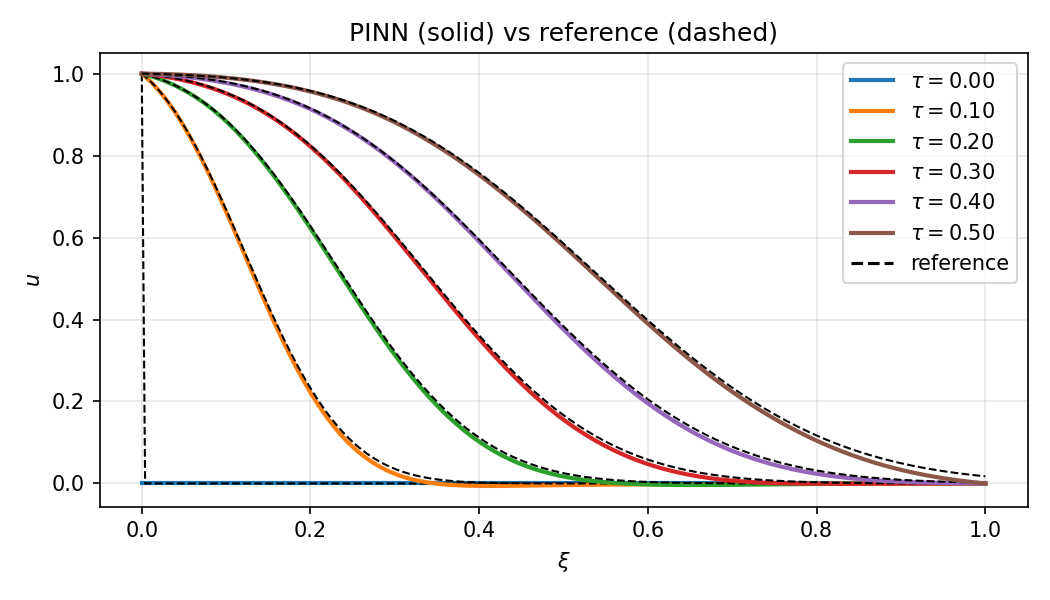 PINN (solid) vs reference (dashed)
1.0
0.8
0.6
0.4
0.2
0.0
u
τ = 0.00
τ = 0.10
τ = 0.20
τ = 0.30
τ = 0.40
τ = 0.50
reference
0.0 0.2 0.4 0.6 0.8 1.0
ξ